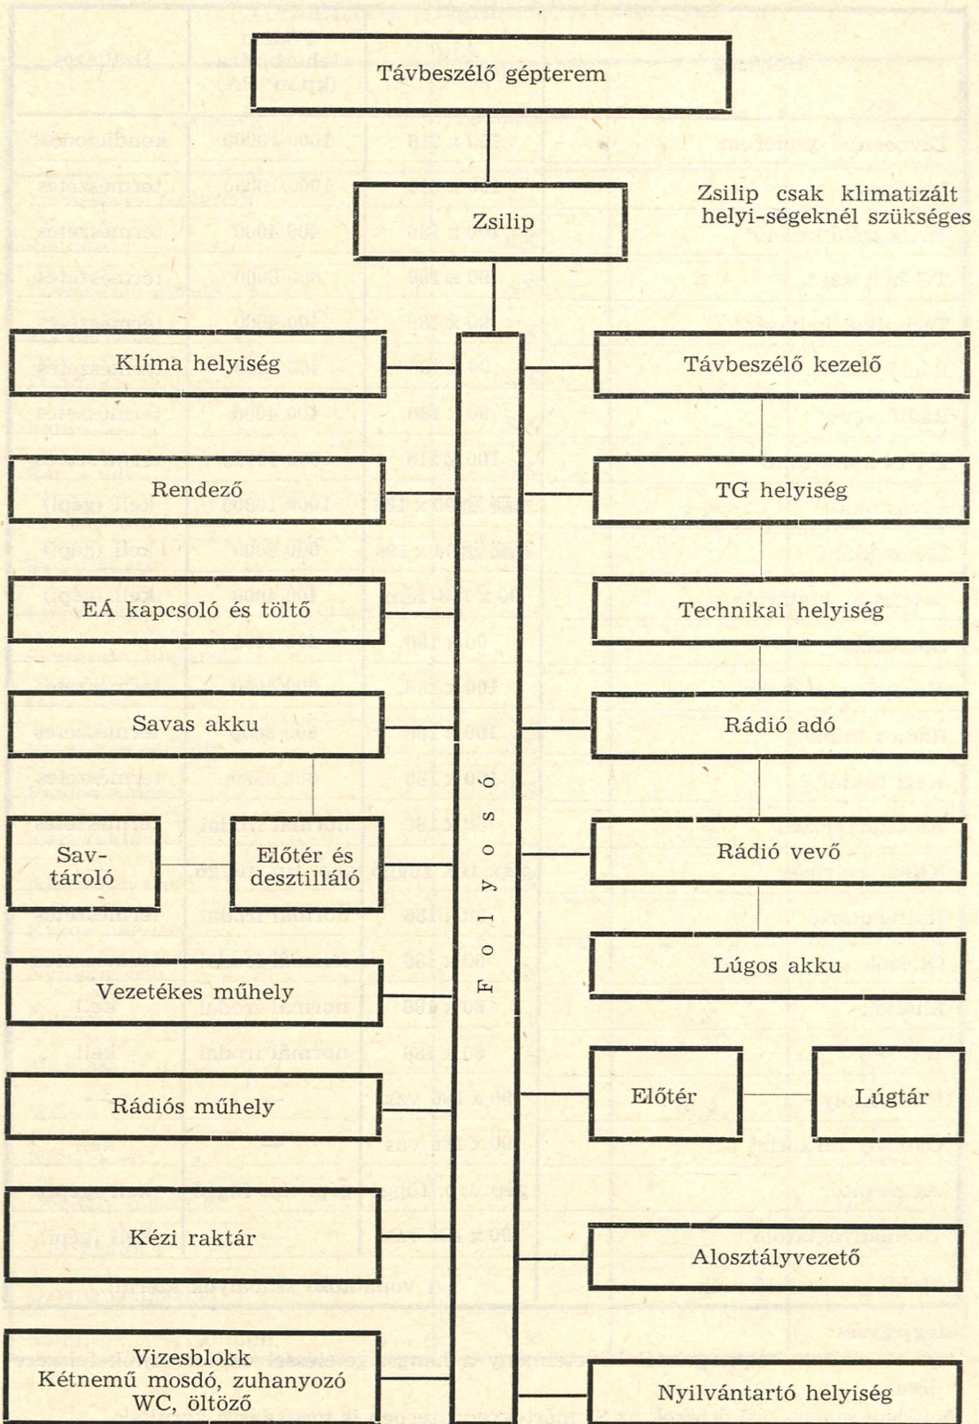 Távbeszélő gépterem
Zsilip
Zsilip csak klimatizált
helyi-ségeknél szükséges
Klíma helyiség
Távbeszélő kezelő
Rendező
TG helyiség
EÁ kapcsoló és töltő
Technikai helyiség
Savas akku
Rádió adó
Folyosó
Sav-
tároló
Előtér és
desztilláló
Rádió vevő
Vezetékes műhely
Lúgos akku
Rádiós műhely
Előtér
Lúgtár
Kézi raktár
Alosztályvezető
Vizesblokk
Kétnemű mosdó, zuhanyozó
WC, öltöző
Nyilvántartó helyiség